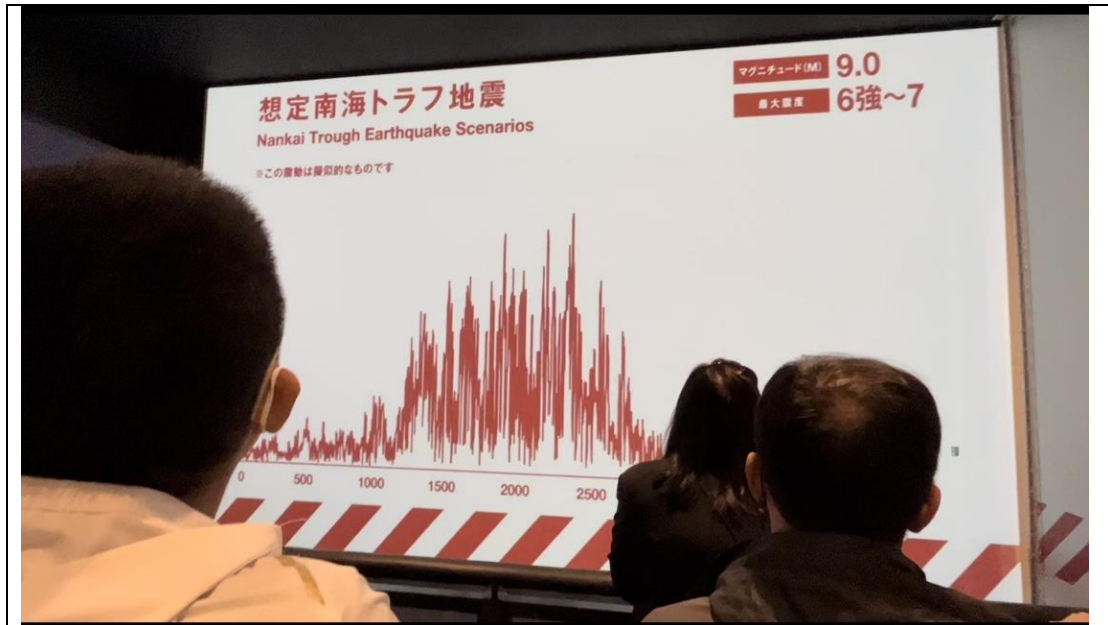 想定南海トラフ地震
Nankai Trough Earthquake Scenarios
※この震動は擬似的なものです
マグニチュード(M) 9.0
最大震度 6強～7
0 500 1000 1500 2000 2500